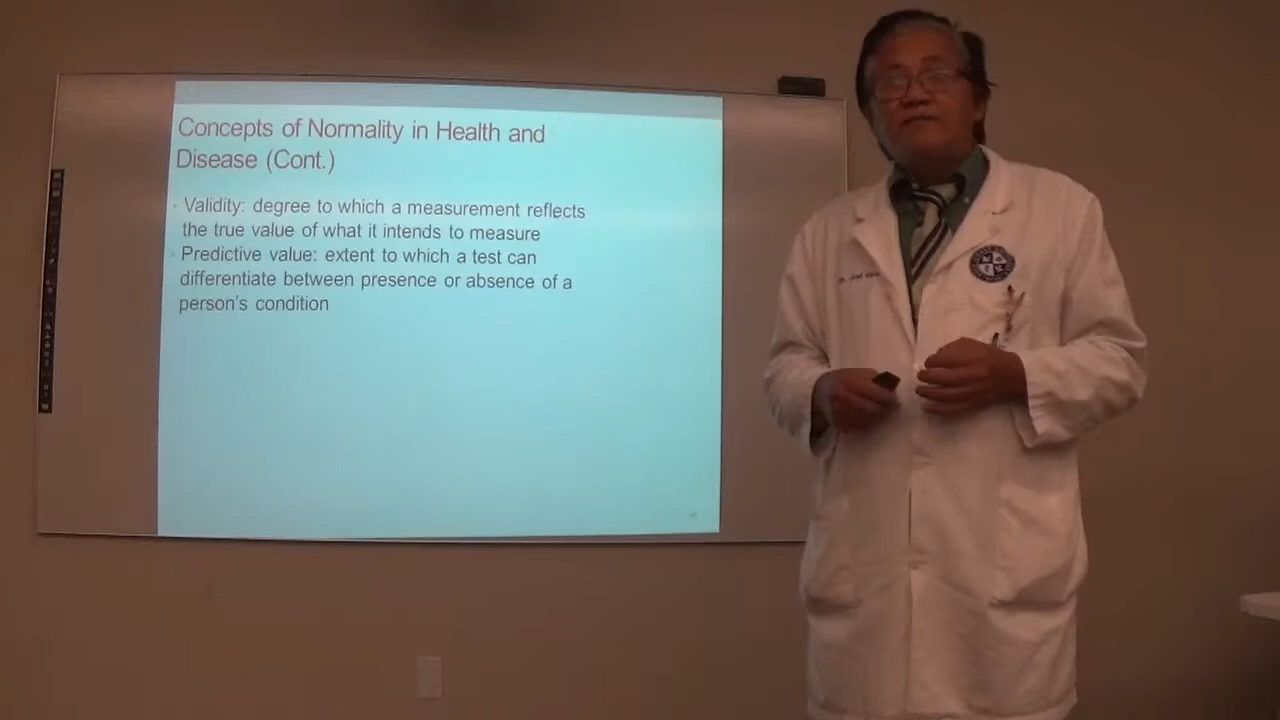 Concepts of Normality in Health and
Disease (Cont.)
Validity: degree to which a measurement reflects
the true value of what it intends to measure
Predictive value: extent to which a test can
differentiate between presence or absence of a
person's condition